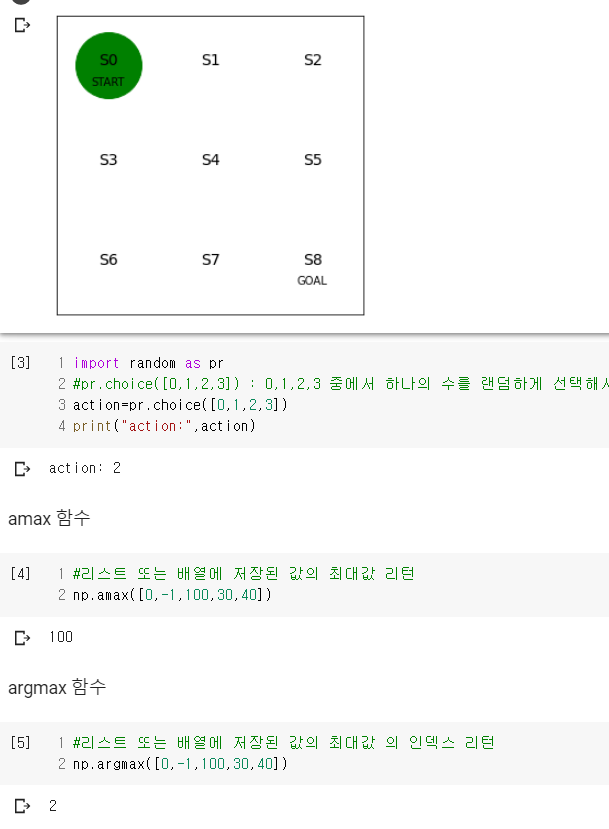 S0 S1 S2
START
S3 S4 S5
S6 S7 S8
GOAL
[3] 1 import random as pr
2 #pr.choice([0,1,2,3]) : 0,1,2,3 중에서 하나의 수를 랜덤하게
3 action=pr.choice([0,1,2,3])
4 print("action:",action)
action: 2
amax 함수
[4] 1 #리스트 또는 배열에 저장된 값의 최대값 리턴
2 np.amax([0,-1,100,30,40])
100
argmax 함수
[5] 1 #리스트 또는 배열에 저장된 값의 최대값 의 인덱스 리턴
2 np.argmax([0,-1,100,30,40])
2